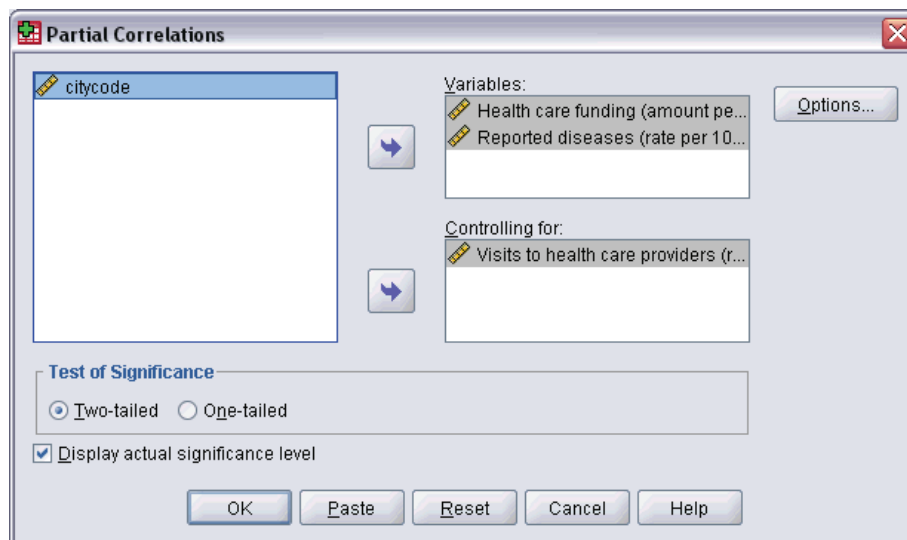 Partial Correlations
citycode
Variables:
Health care funding (amount pe...
Reported diseases (rate per 10...
Options...
Controlling for:
Visits to health care providers (r...
Test of Significance
Two-tailed One-tailed
Display actual significance level
OK Paste Reset Cancel Help